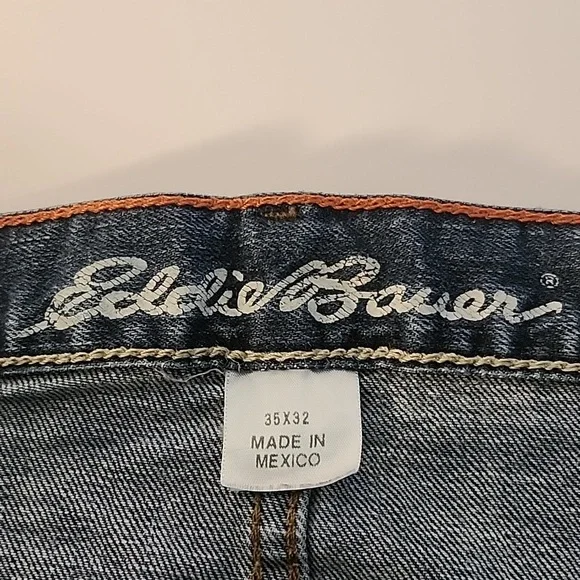 Eddie Bauer ®
35X32
MADE IN
MEXICO